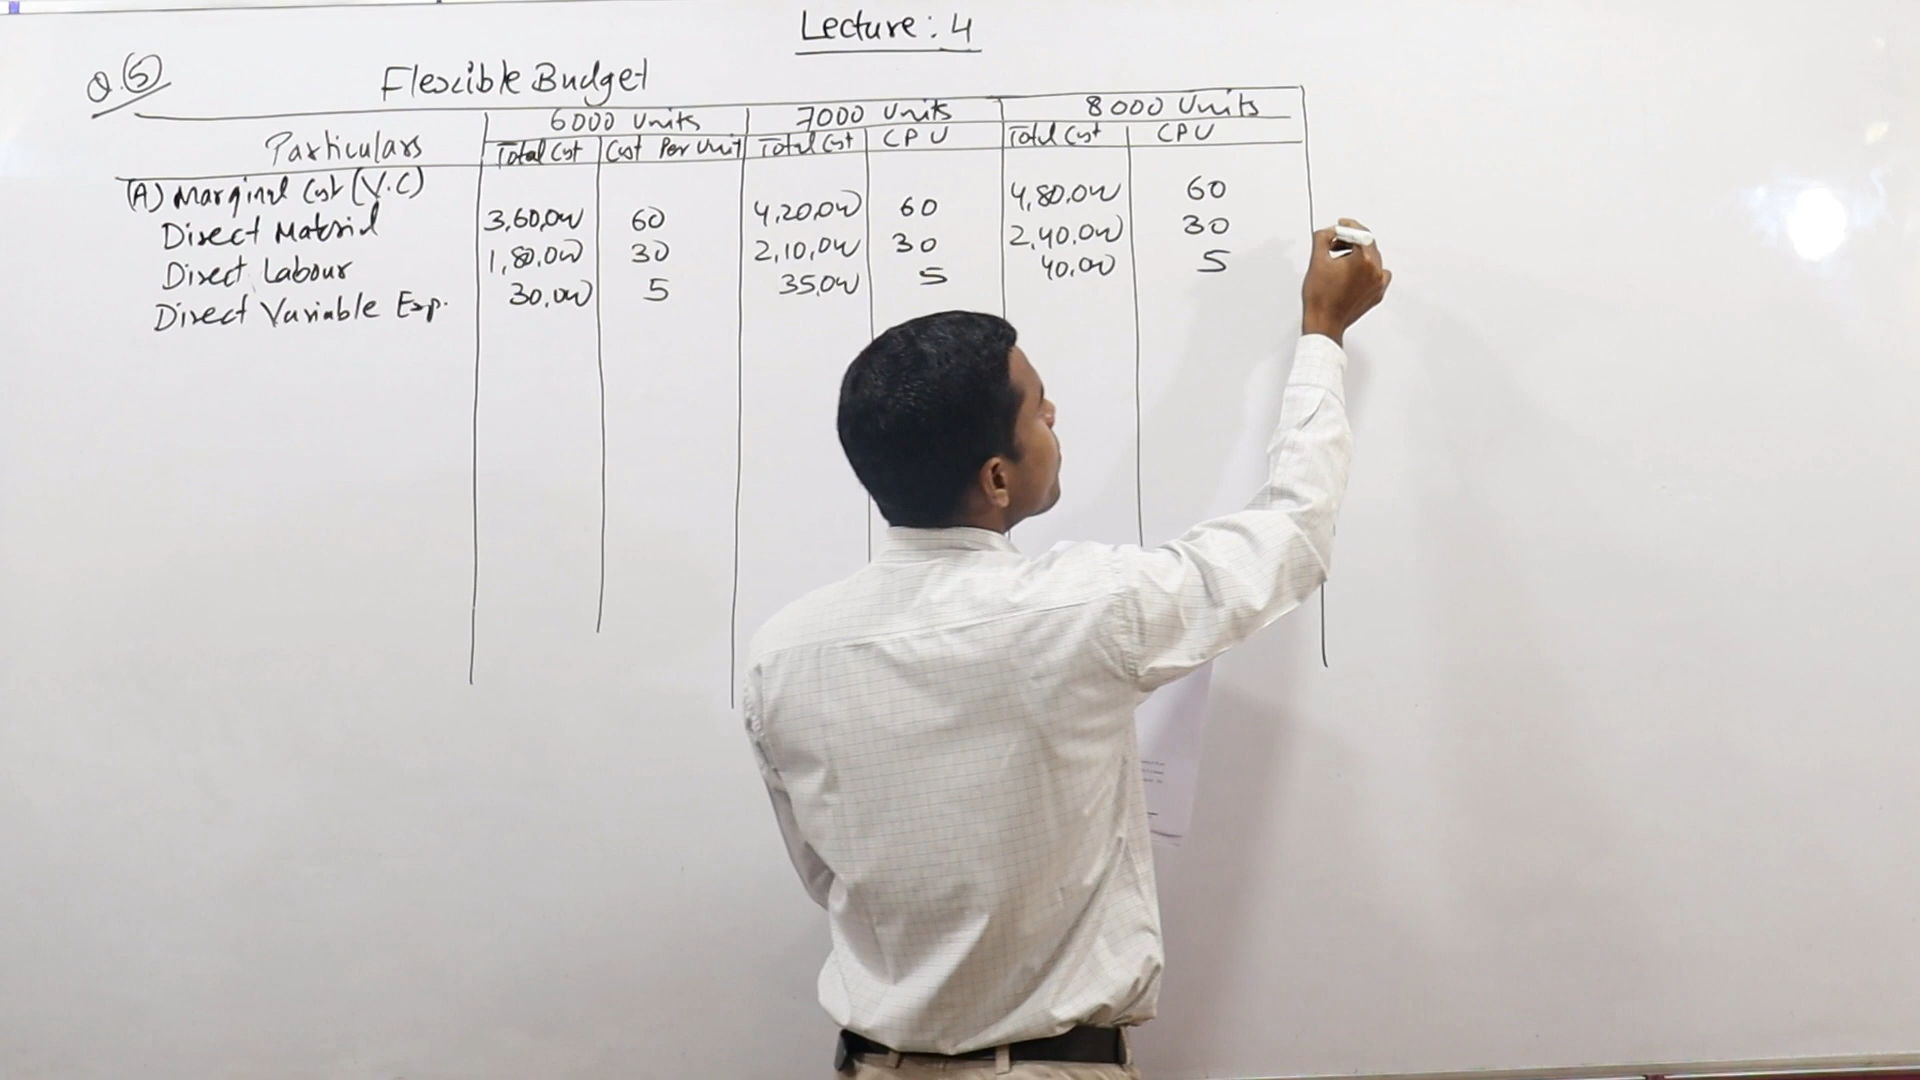 Lecture : 4
Q.(5) Flexible Budget
Particulars 6000 Units 7000 Units 8000 Units
Total Cost Cost Per Unit Total Cost CPU Total Cost CPU
(A) Marginal Cost (V.C)
Direct Material 3,60,000 60 4,20,000 60 4,80,000 60
Direct Labour 1,80,000 30 2,10,000 30 2,40,000 30
Direct Variable Exp. 30,000 5 35,000 5 40,000 5